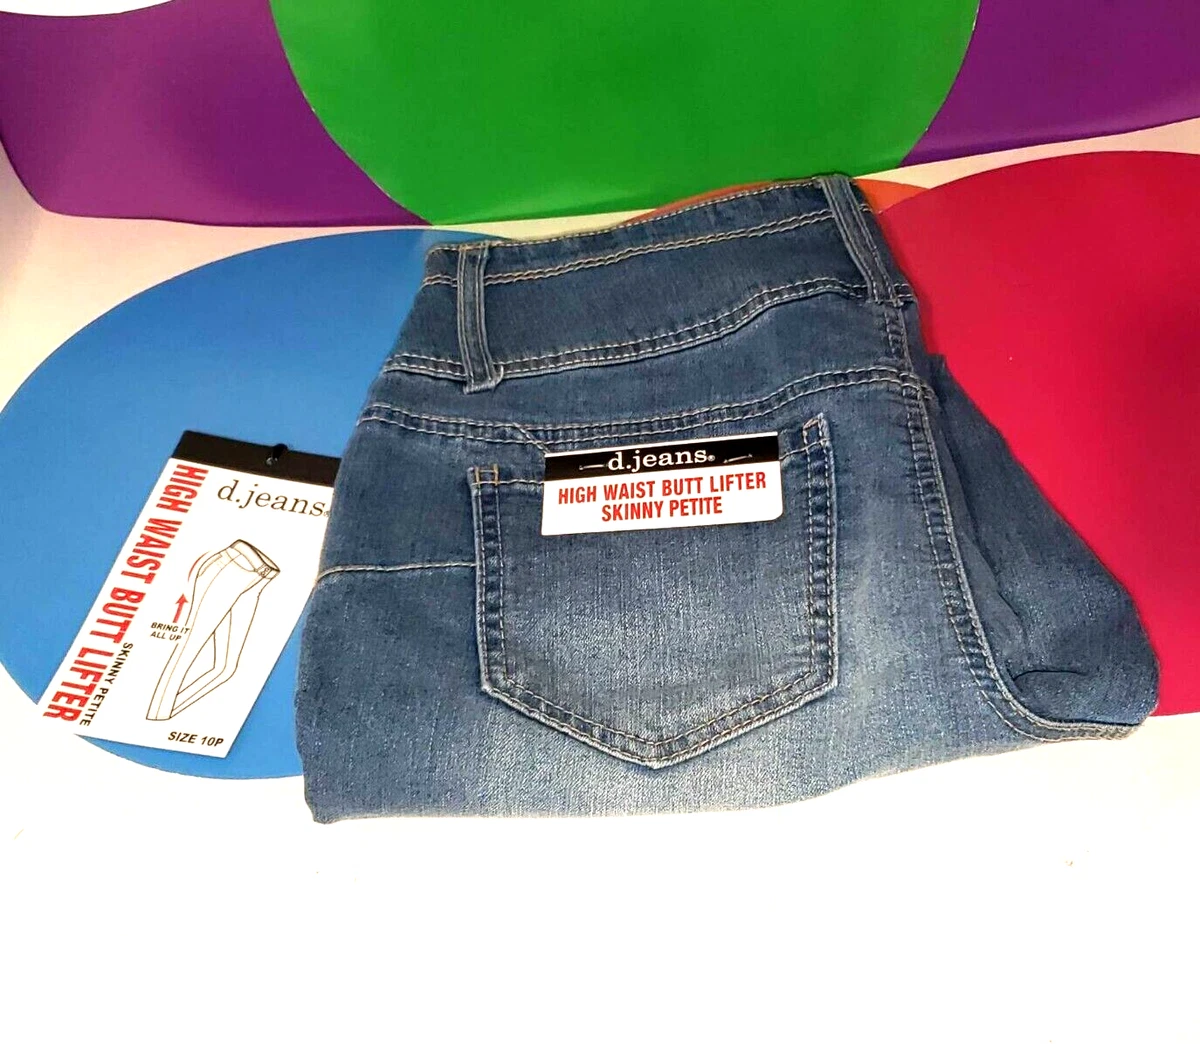 d.jeans®
HIGH WAIST BUTT LIFTER
SKINNY PETITE
d.jeans®
HIGH WAIST BUTT LIFTER
SKINNY PETITE
BRING IT
ALL UP
SIZE 10P